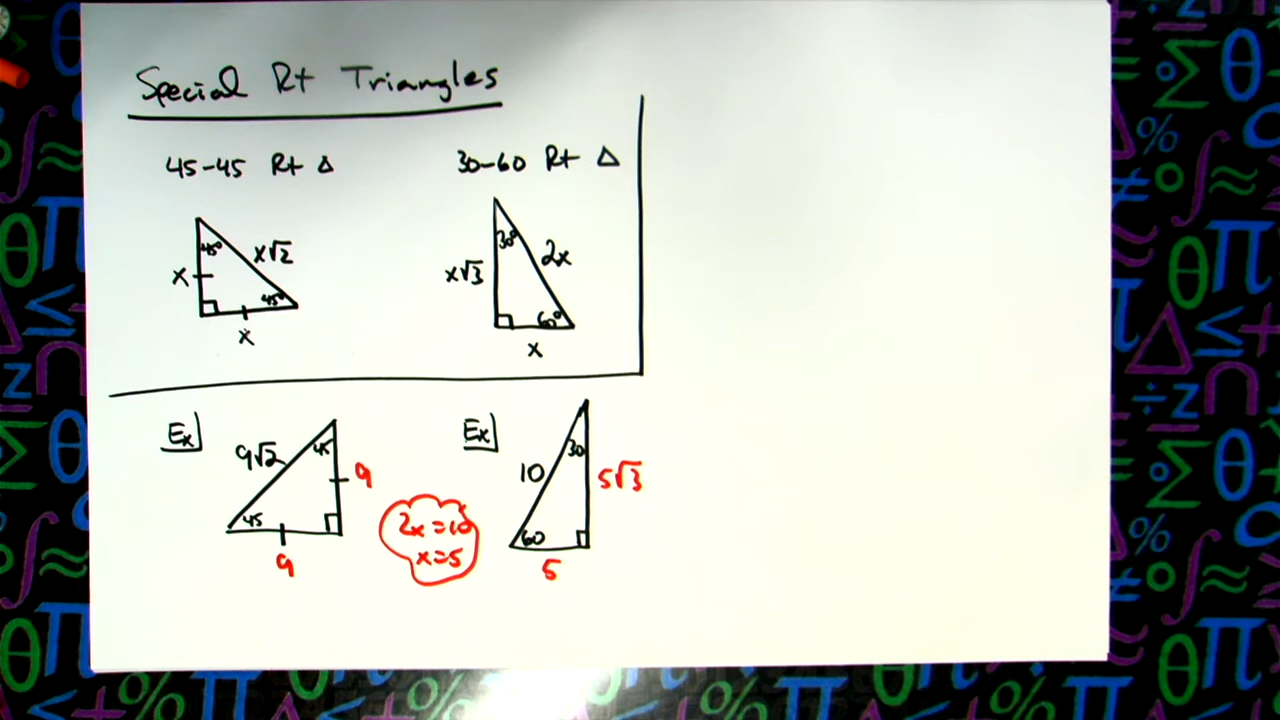 Special Rt Triangles
45-45 Rt Δ
45°
x√2
x
45°
x
30-60 Rt Δ
30°
2x
x√3
60°
x
Ex
9√2
45
9
45
9
2x=10
x=5
Ex
30
10
5√3
60
5